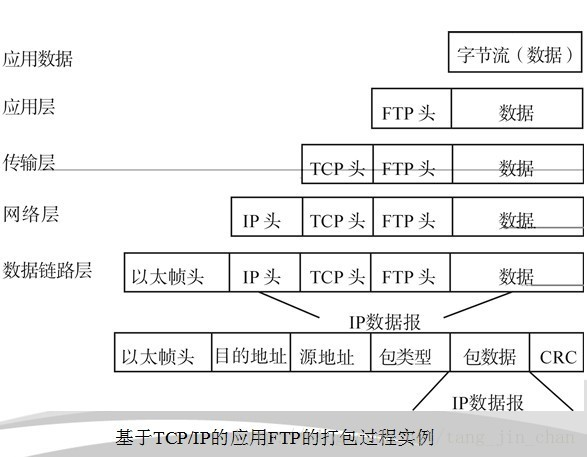 应用数据 字节流（数据）
应用层 FTP 头 数据
传输层 TCP 头 FTP 头 数据
网络层 IP 头 TCP 头 FTP 头 数据
数据链路层 以太帧头 IP 头 TCP 头 FTP 头 数据
IP数据报
以太帧头 目的地址 源地址 包类型 包数据 CRC
IP数据报
基于TCP/IP的应用FTP的打包过程实例